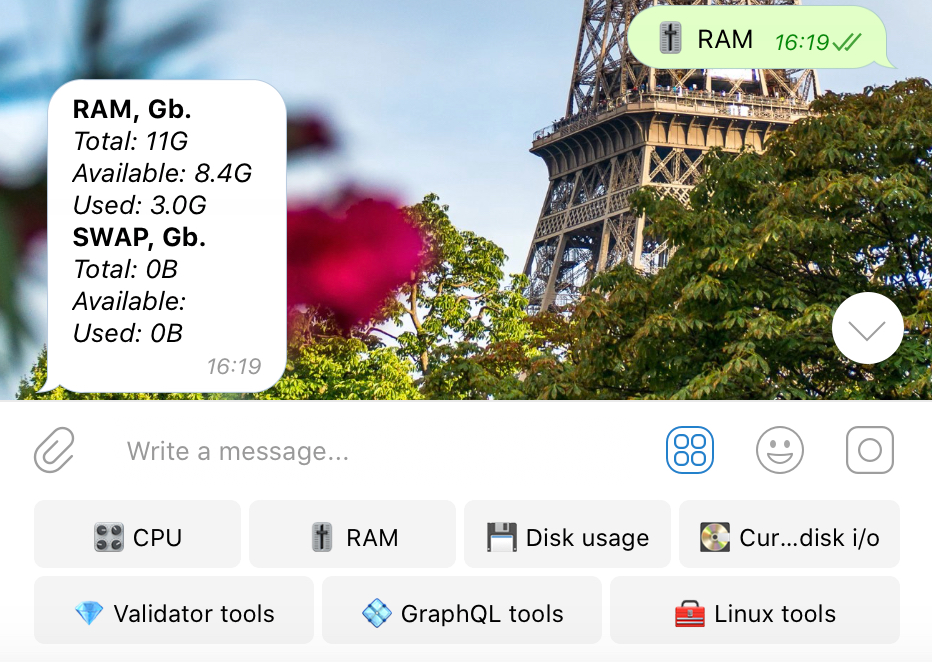 RAM 16:19
RAM, Gb.
Total: 11G
Available: 8.4G
Used: 3.0G
SWAP, Gb.
Total: 0B
Available:
Used: 0B
16:19
Write a message...
CPU
RAM
Disk usage
Cur...disk i/o
Validator tools
GraphQL tools
Linux tools